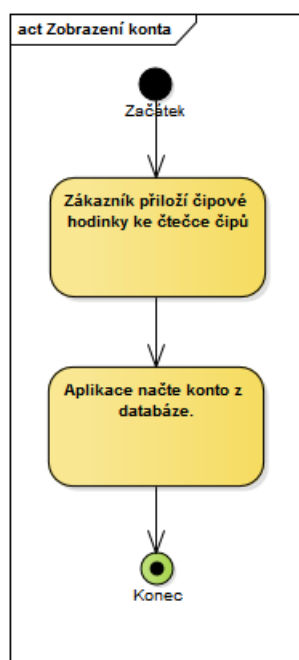 act Zobrazení konta
Začátek
Zákazník přiloží čipové
hodinky ke čtečce čipů
Aplikace načte konto z
databáze.
Konec